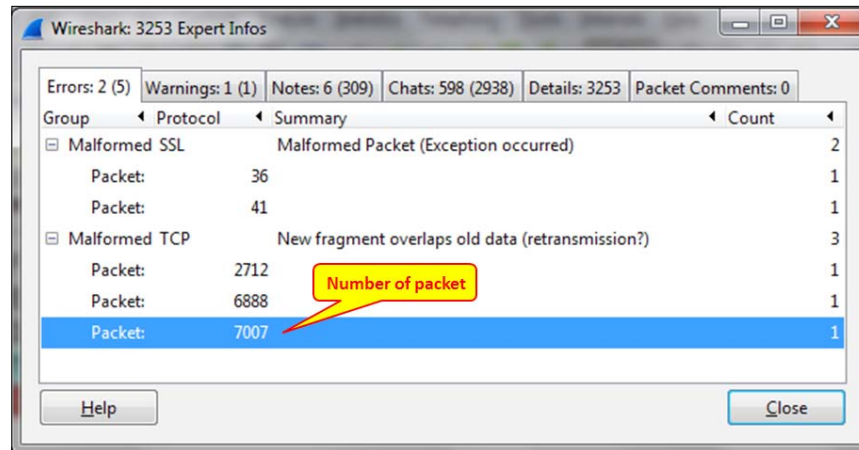 Wireshark: 3253 Expert Infos
Errors: 2 (5) Warnings: 1 (1) Notes: 6 (309) Chats: 598 (2938) Details: 3253 Packet Comments: 0
Group Protocol Summary Count
Malformed SSL Malformed Packet (Exception occurred) 2
Packet: 36 1
Packet: 41 1
Malformed TCP New fragment overlaps old data (retransmission?) 3
Packet: 2712 1
Number of packet
Packet: 6888 1
Packet: 7007 1
Help Close